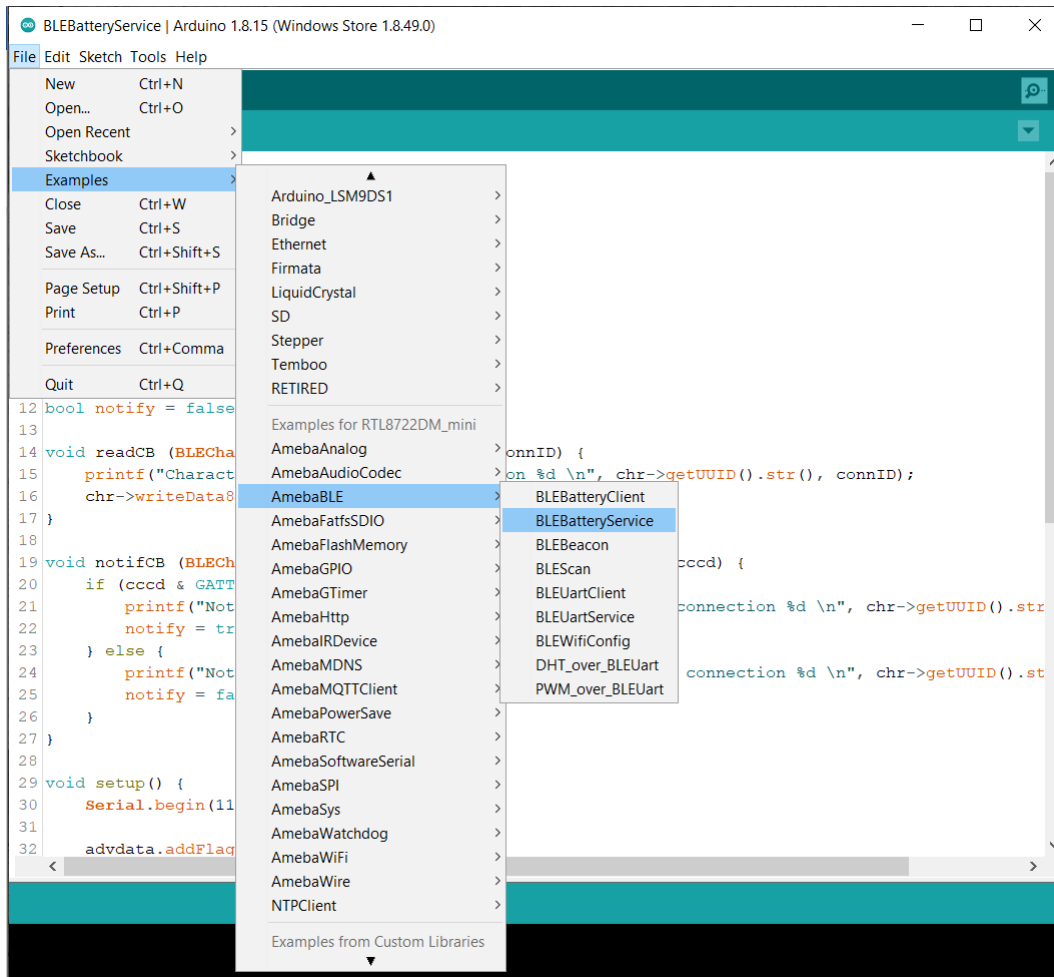 BLEBatteryService | Arduino 1.8.15 (Windows Store 1.8.49.0)
File Edit Sketch Tools Help
New Ctrl+N
Open... Ctrl+O
Open Recent
Sketchbook
Examples
Close Ctrl+W
Save Ctrl+S
Save As... Ctrl+Shift+S
Page Setup Ctrl+Shift+P
Print Ctrl+P
Preferences Ctrl+Comma
Quit Ctrl+Q
Arduino_LSM9DS1
Bridge
Ethernet
Firmata
LiquidCrystal
SD
Stepper
Temboo
RETIRED
Examples for RTL8722DM_mini
AmebaAnalog
AmebaAudioCodec
AmebaBLE
AmebaFatfsSDIO
AmebaFlashMemory
AmebaGPIO
AmebaGTimer
AmebaHttp
AmebaIRDevice
AmebaMDNS
AmebaMQTTClient
AmebaPowerSave
AmebaRTC
AmebaSoftwareSerial
AmebaSPI
AmebaSys
AmebaWatchdog
AmebaWiFi
AmebaWire
NTPClient
Examples from Custom Libraries
BLEBatteryClient
BLEBatteryService
BLEBeacon
BLEScan
BLEUartClient
BLEUartService
BLEWifiConfig
DHT_over_BLEUart
PWM_over_BLEUart
12 bool notify = false
13
14 void readCB (BLECha onnID) {
15 printf("Charact on %d \n", chr->getUUID().str(), connID);
16 chr->writeData8
17 }
18
19 void notifCB (BLECh cccd) {
20 if (cccd & GATT
21 printf("Not connection %d \n", chr->getUUID().str
22 notify = tr
23 } else {
24 printf("Not connection %d \n", chr->getUUID().st
25 notify = fa
26 }
27 }
28
29 void setup() {
30 Serial.begin(11
31
32 advdata.addFlag